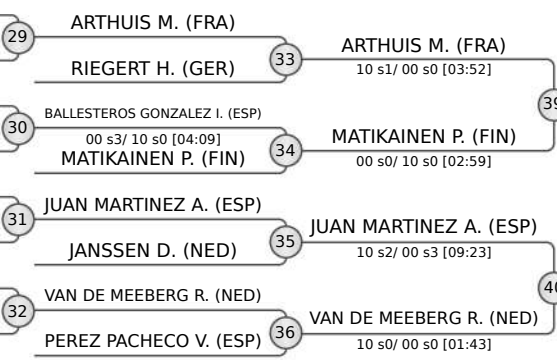 29
ARTHUIS M. (FRA)
RIEGERT H. (GER)
33
ARTHUIS M. (FRA)
10 s1/ 00 s0 [03:52]
39
30
BALLESTEROS GONZALEZ I. (ESP)
00 s3/ 10 s0 [04:09]
MATIKAINEN P. (FIN)
34
MATIKAINEN P. (FIN)
00 s0/ 10 s0 [02:59]
31
JUAN MARTINEZ A. (ESP)
JANSSEN D. (NED)
35
JUAN MARTINEZ A. (ESP)
10 s2/ 00 s3 [09:23]
40
32
VAN DE MEEBERG R. (NED)
PEREZ PACHECO V. (ESP)
36
VAN DE MEEBERG R. (NED)
10 s0/ 00 s0 [01:43]